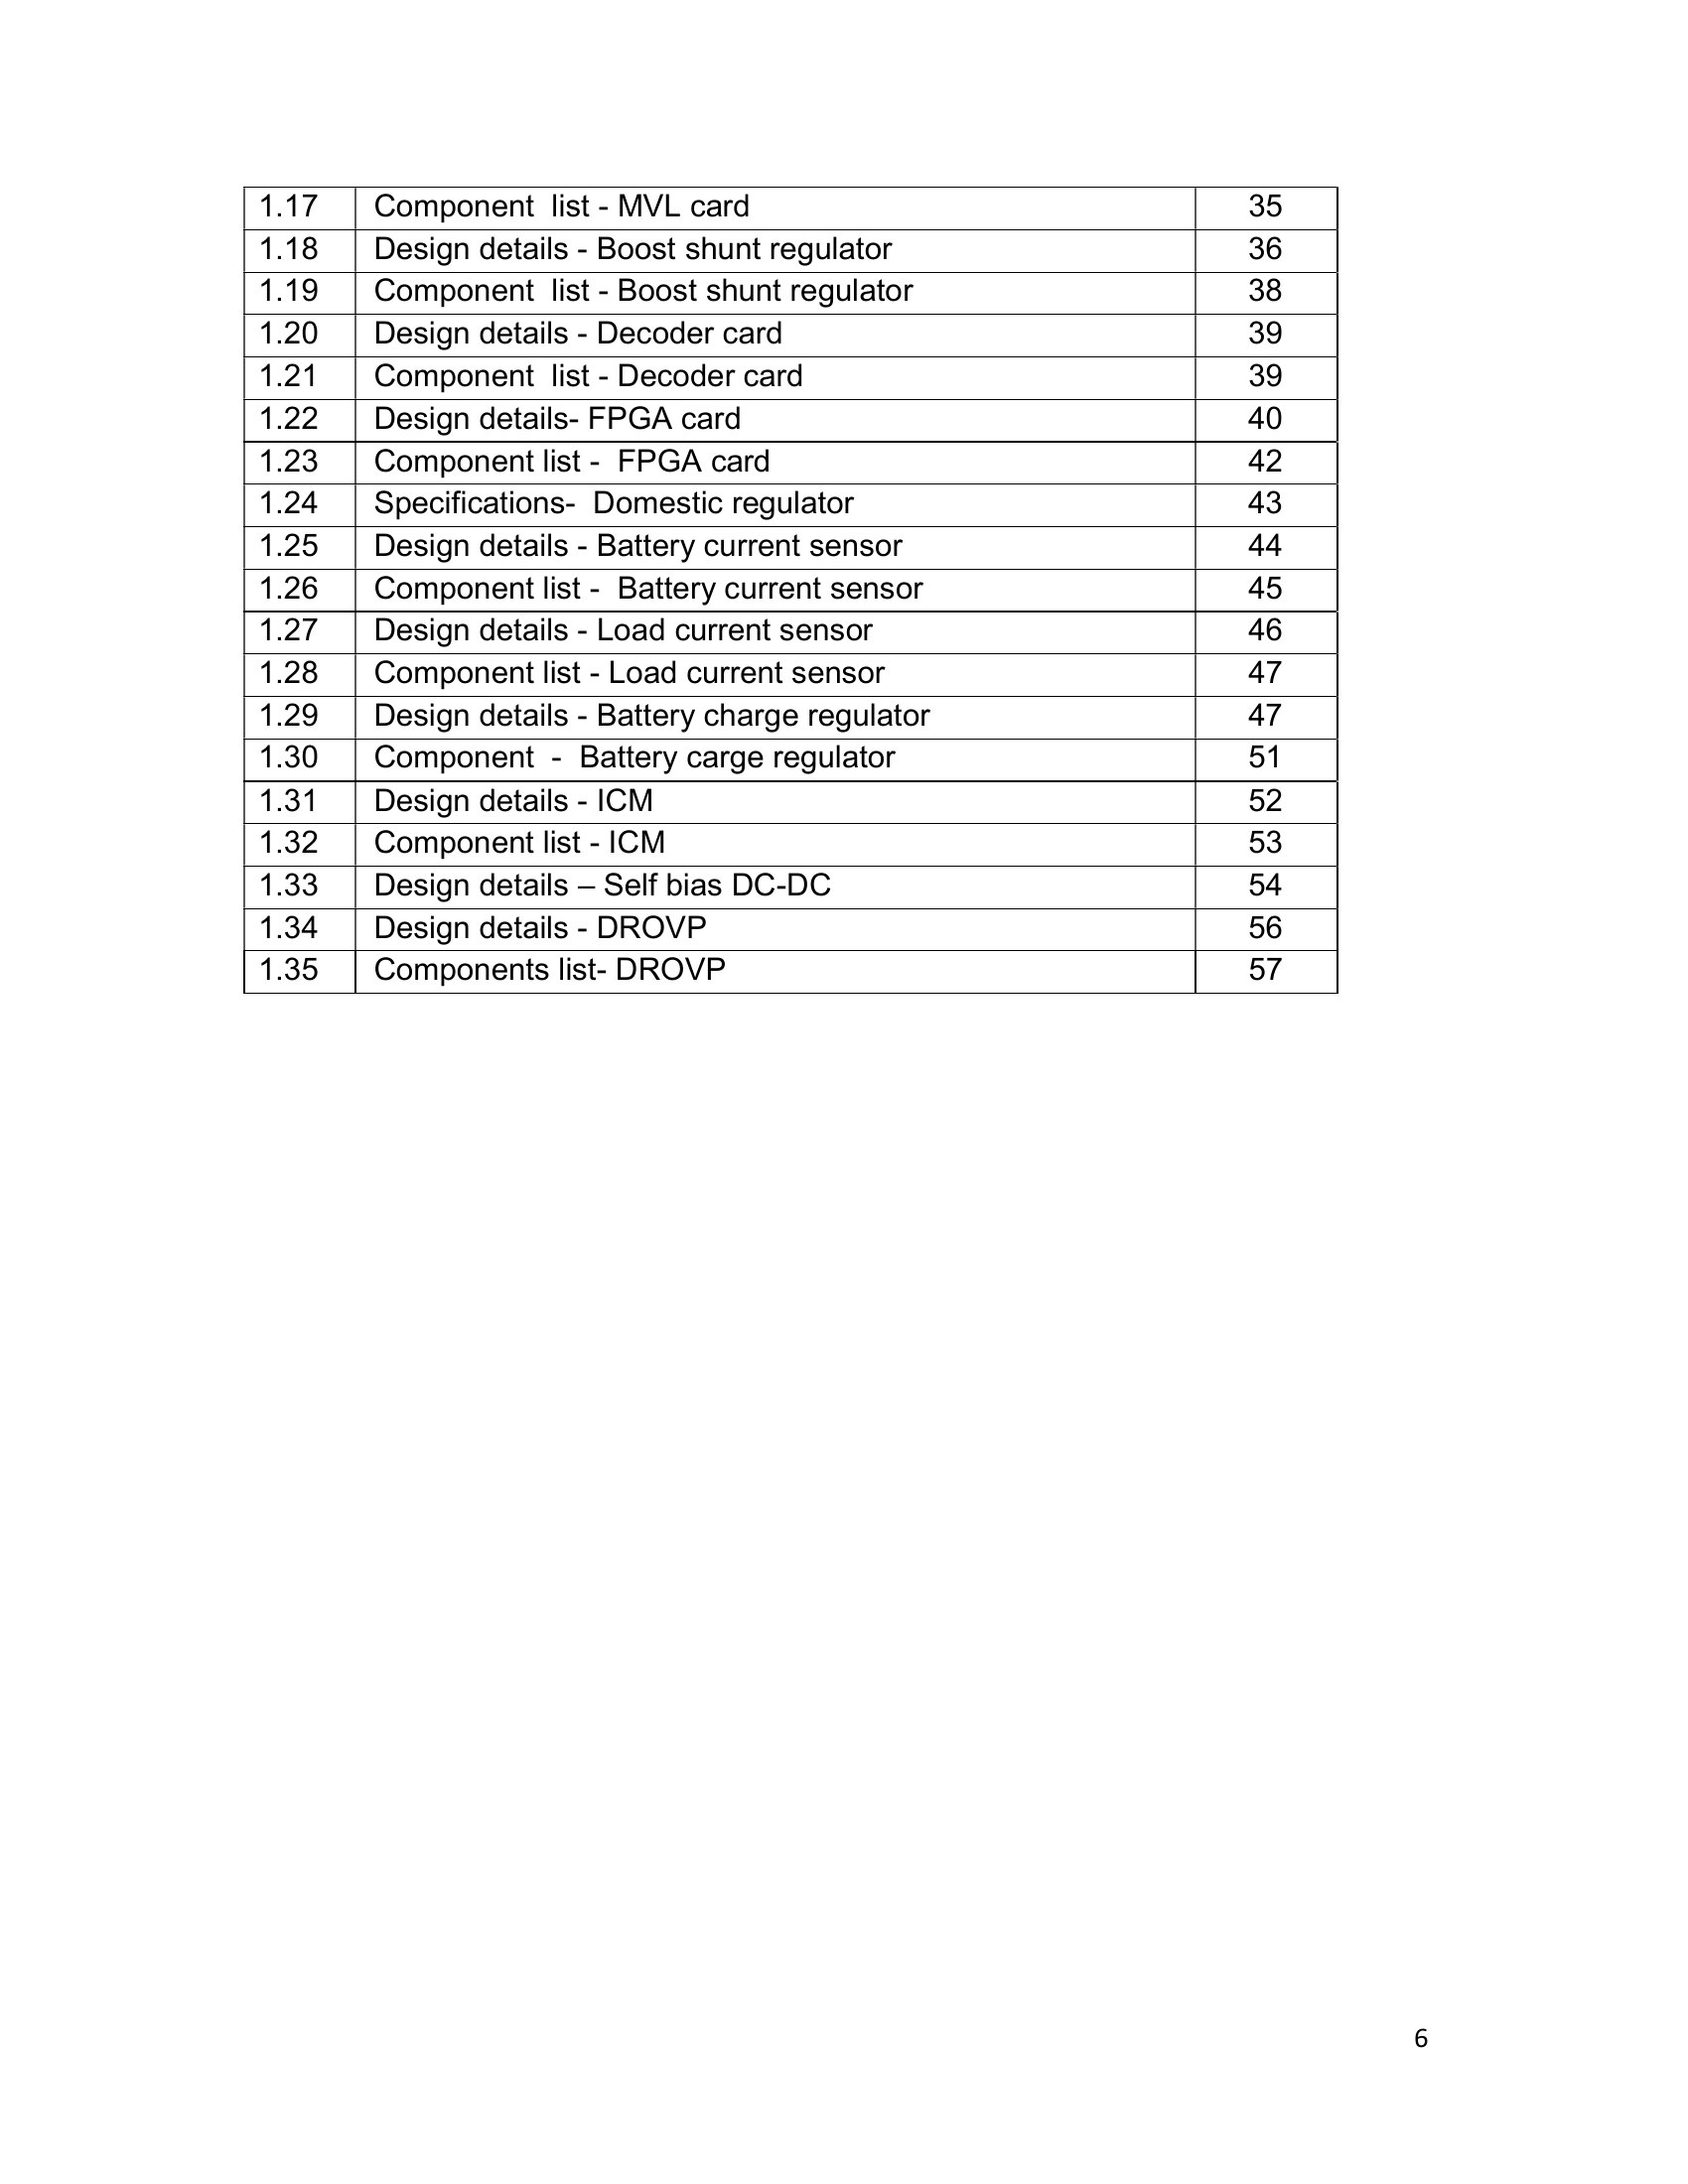 1.17 Component  list - MVL card 35
1.18 Design details - Boost shunt regulator 36
1.19 Component  list - Boost shunt regulator 38
1.20 Design details - Decoder card 39
1.21 Component  list - Decoder card 39
1.22 Design details- FPGA card 40
1.23 Component list -  FPGA card 42
1.24 Specifications-  Domestic regulator 43
1.25 Design details - Battery current sensor 44
1.26 Component list -  Battery current sensor 45
1.27 Design details - Load current sensor 46
1.28 Component list - Load current sensor 47
1.29 Design details - Battery charge regulator 47
1.30 Component  -  Battery carge regulator 51
1.31 Design details - ICM 52
1.32 Component list - ICM 53
1.33 Design details – Self bias DC-DC 54
1.34 Design details - DROVP 56
1.35 Components list- DROVP 57
6